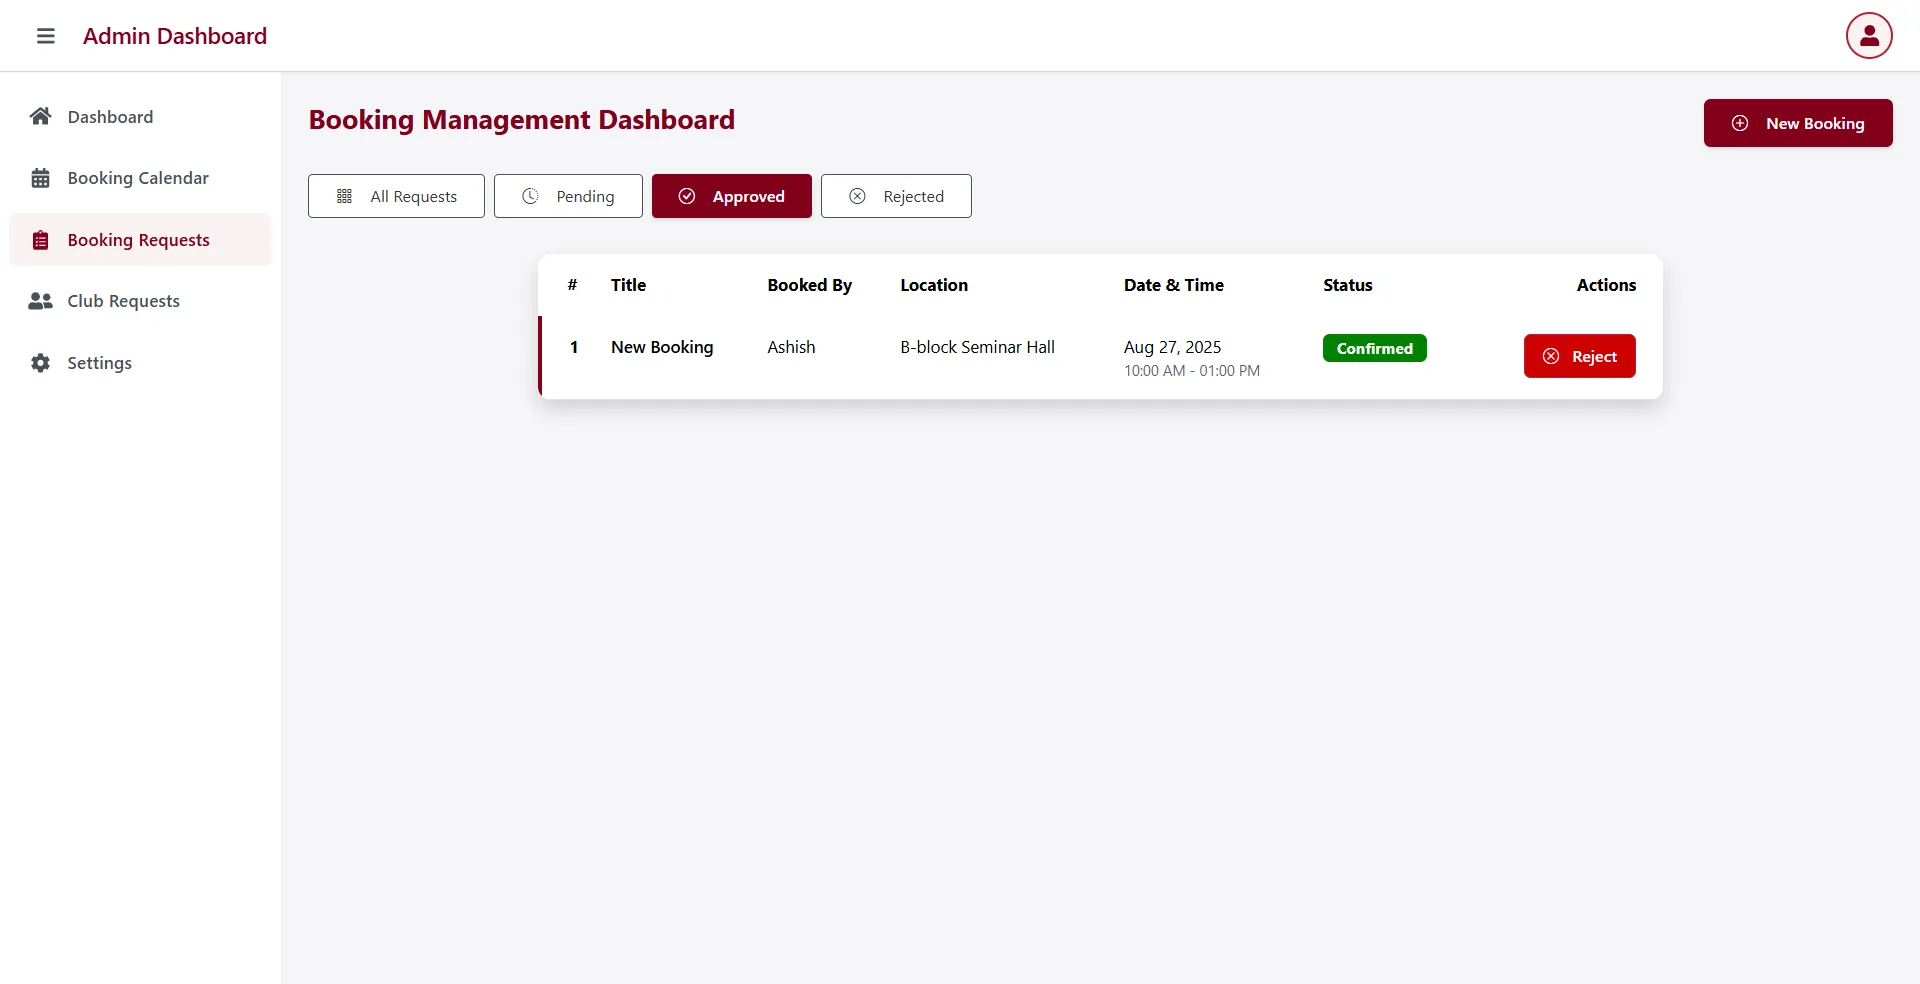 Admin Dashboard
Dashboard
Booking Calendar
Booking Requests
Club Requests
Settings
Booking Management Dashboard
New Booking
All Requests
Pending
Approved
Rejected
# Title Booked By Location Date & Time Status Actions
1 New Booking Ashish B-block Seminar Hall Aug 27, 2025 Confirmed Reject
10:00 AM - 01:00 PM